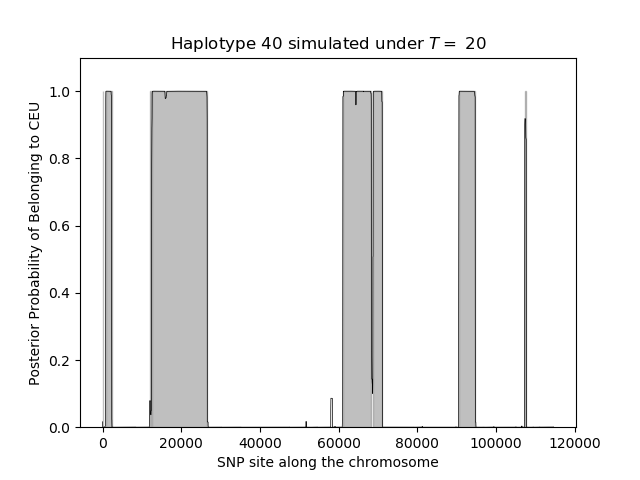 Haplotype 40 simulated under T = 20
Posterior Probability of Belonging to CEU
1.0
0.8
0.6
0.4
0.2
0.0
0 20000 40000 60000 80000 100000 120000
SNP site along the chromosome